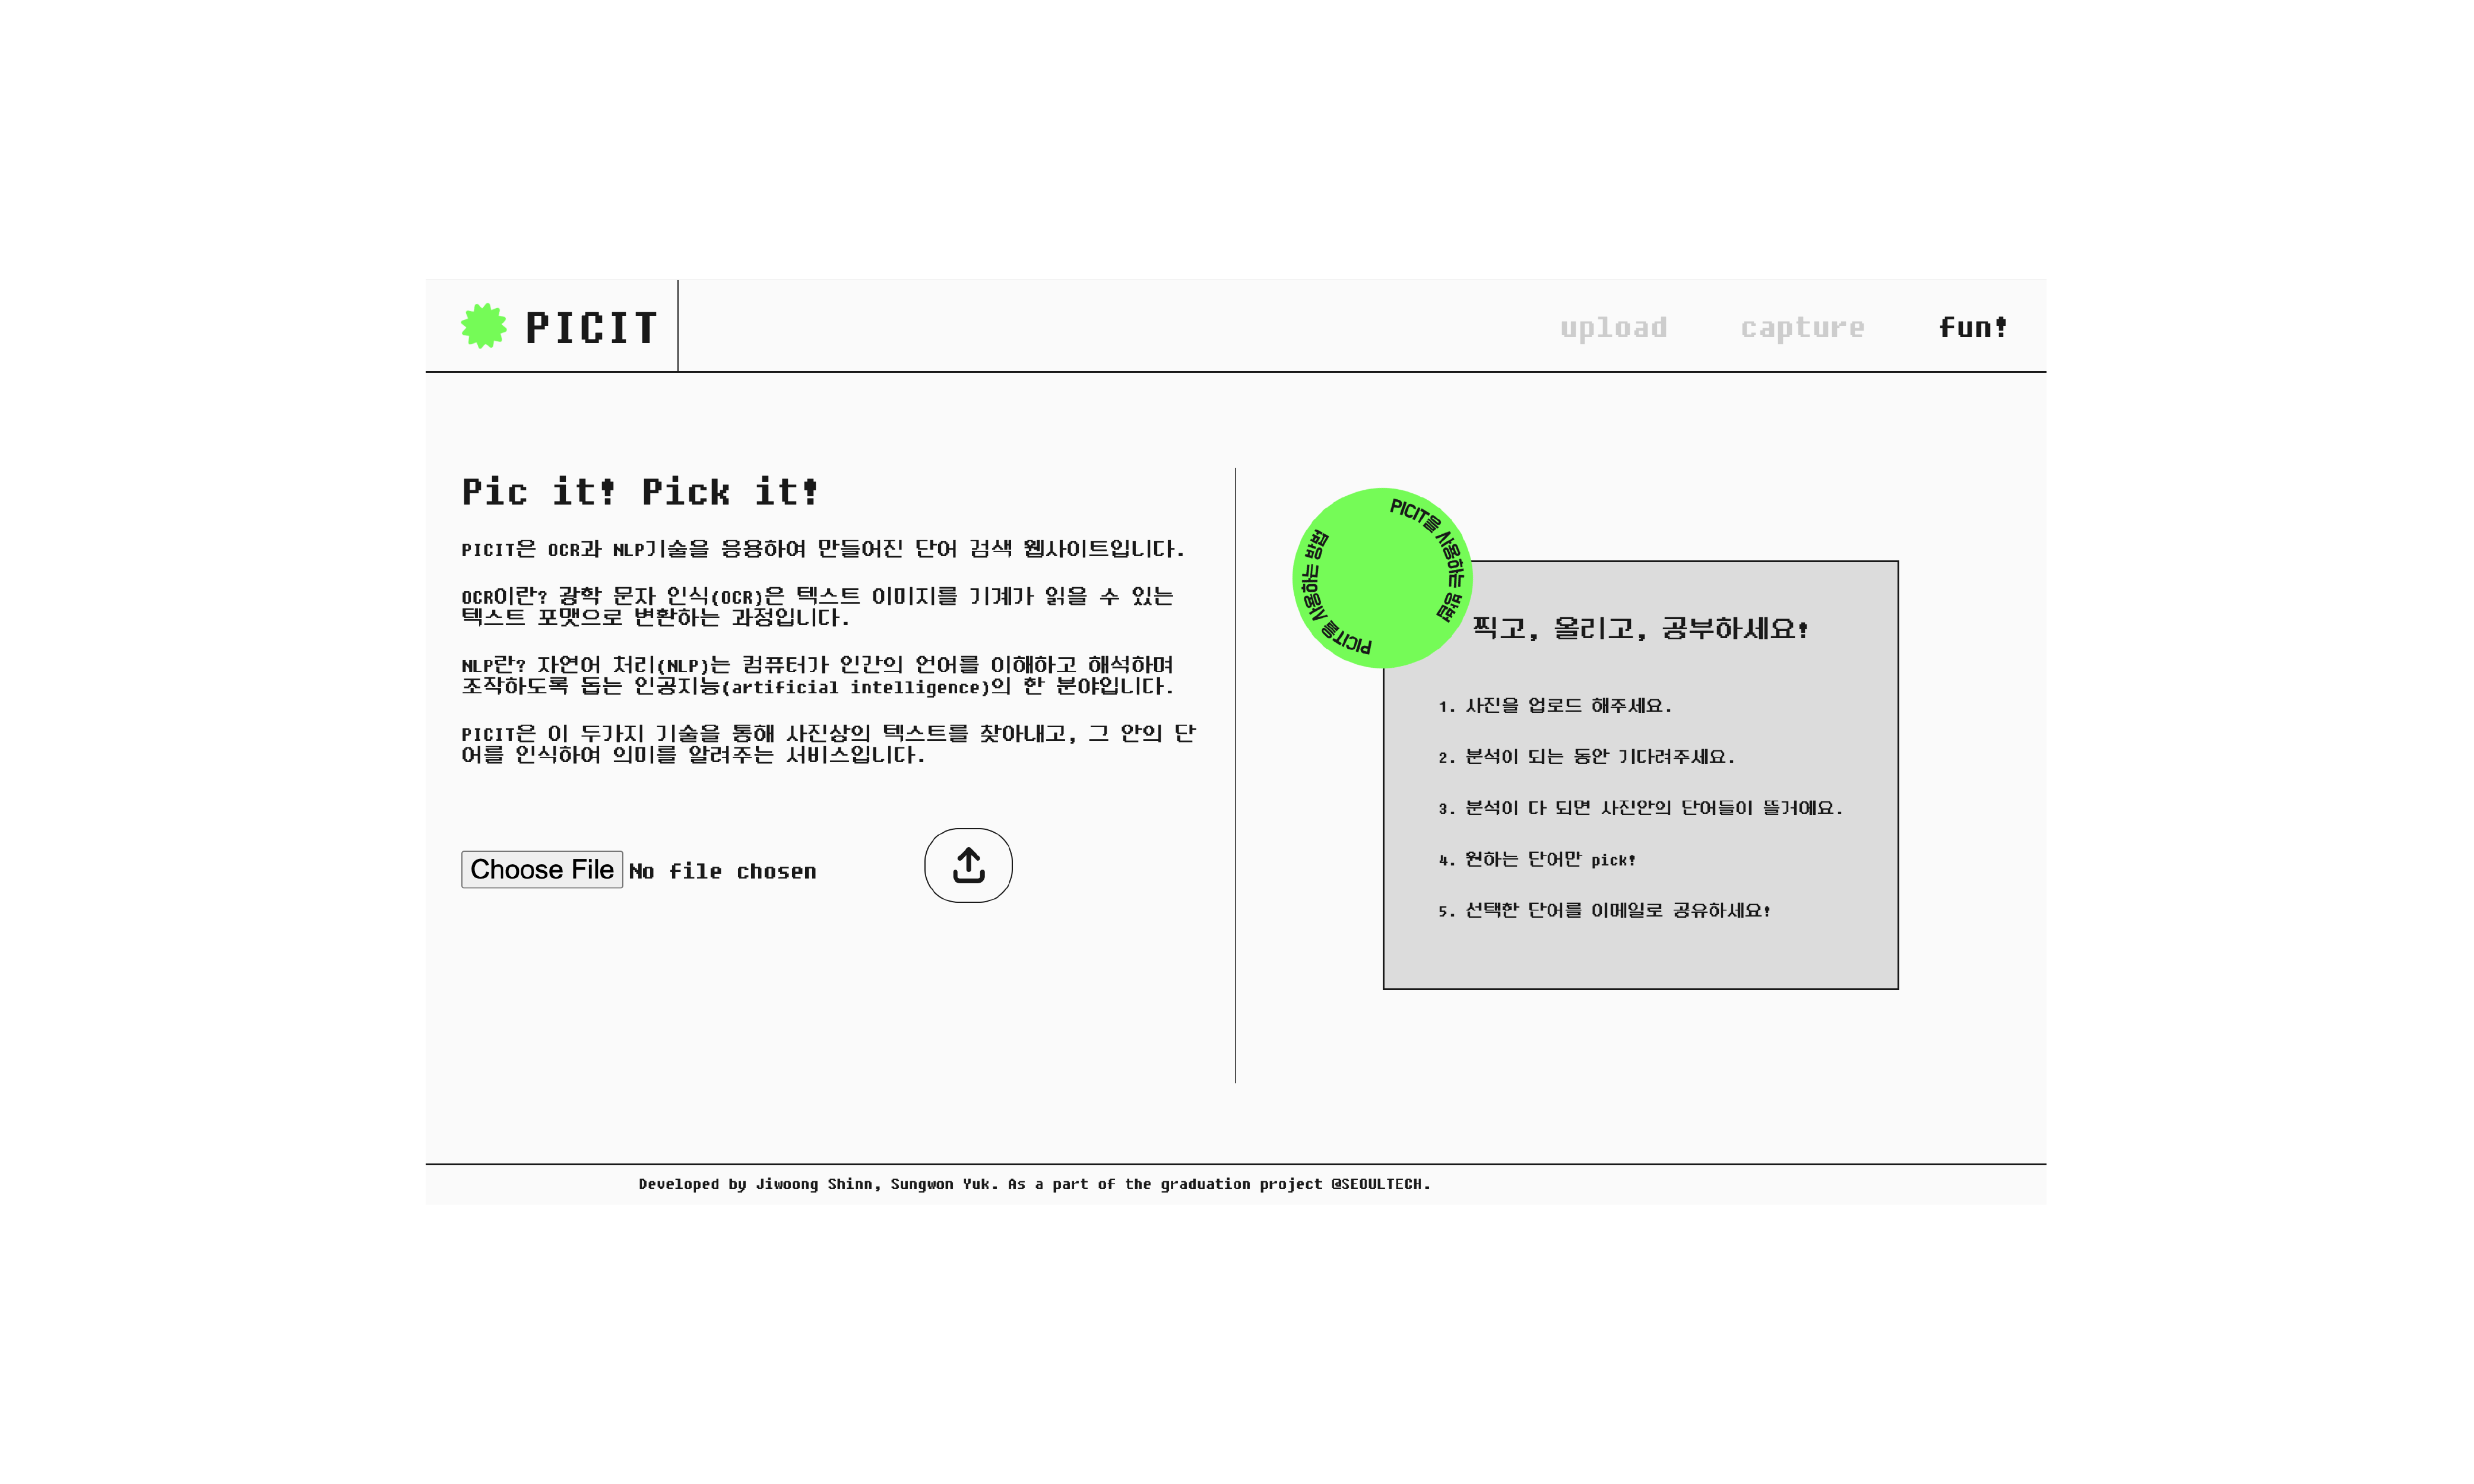 PICIT
upload
capture
fun!
Pic it! Pick it!
PICIT은 OCR과 NLP기술을 응용하여 만들어진 단어 검색 웹사이트입니다.
OCR이란? 광학 문자 인식(OCR)은 텍스트 이미지를 기계가 읽을 수 있는
텍스트 포맷으로 변환하는 과정입니다.
NLP란? 자연어 처리(NLP)는 컴퓨터가 인간의 언어를 이해하고 해석하며
조작하도록 돕는 인공지능(artificial intelligence)의 한 분야입니다.
PICIT은 이 두가지 기술을 통해 사진상의 텍스트를 찾아내고, 그 안의 단
어를 인식하여 의미를 알려주는 서비스입니다.
Choose File No file chosen
PICIT을 사용하는 방법
PICIT을 사용하는 방법
찍고, 올리고, 공부하세요!
1. 사진을 업로드 해주세요.
2. 분석이 되는 동안 기다려주세요.
3. 분석이 다 되면 사진안의 단어들이 뜰거예요.
4. 원하는 단어만 pick!
5. 선택한 단어를 이메일로 공유하세요!
Developed by Jiwoong Shinn, Sungwon Yuk. As a part of the graduation project @SEOULTECH.